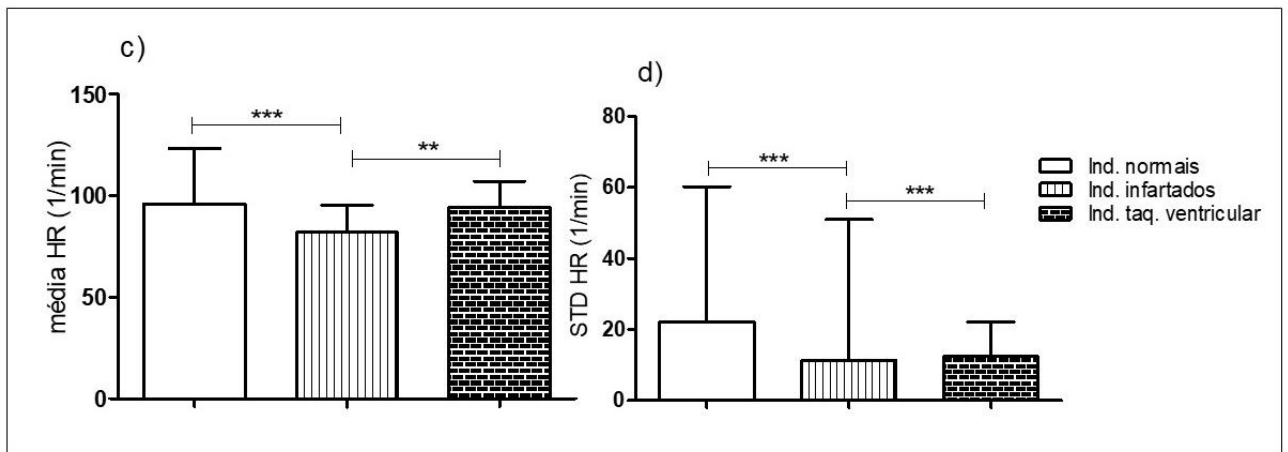 c)
média HR (1/min)
150
100
50
0
***
**
d)
STD HR (1/min)
80
60
40
20
0
***
***
Ind. normais
Ind. infartados
Ind. taq. ventricular